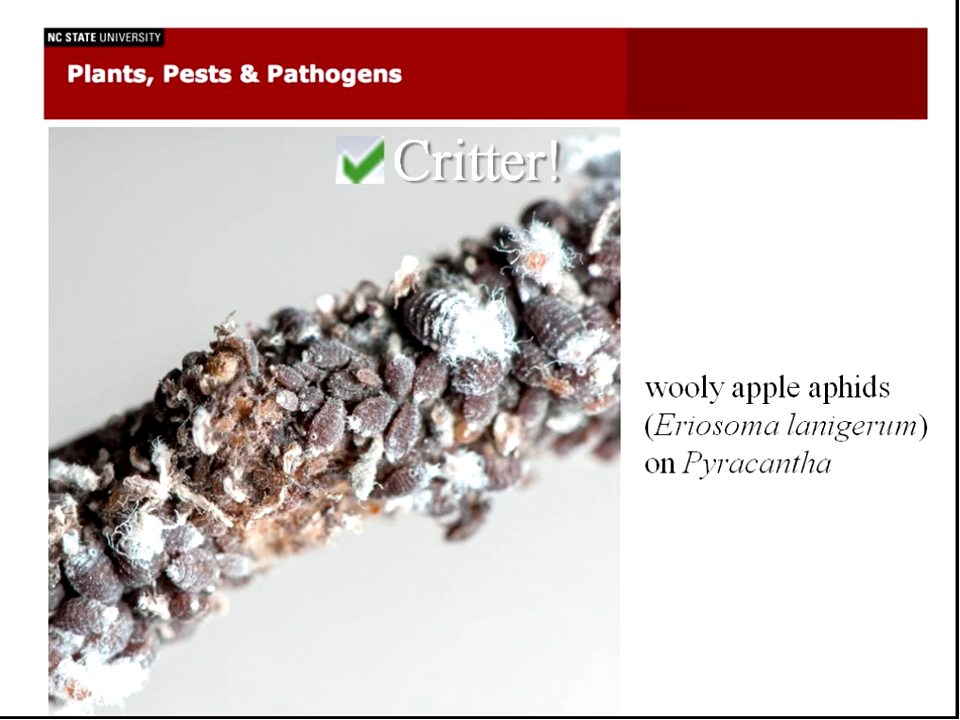 NC STATE UNIVERSITY
Plants, Pests & Pathogens
Critter!
wooly apple aphids
(Eriosoma lanigerum)
on Pyracantha